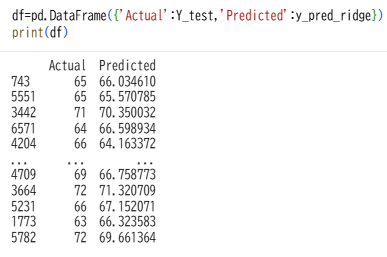 df=pd.DataFrame({'Actual':Y_test,'Predicted':y_pred_ridge})
print(df)
Actual Predicted
743 65 66.034610
5551 65 65.570785
3442 71 70.350032
6571 64 66.598934
4204 66 64.163372
... ... ...
4709 69 66.758773
3664 72 71.320709
5231 66 67.152071
1773 63 66.323583
5782 72 69.661364